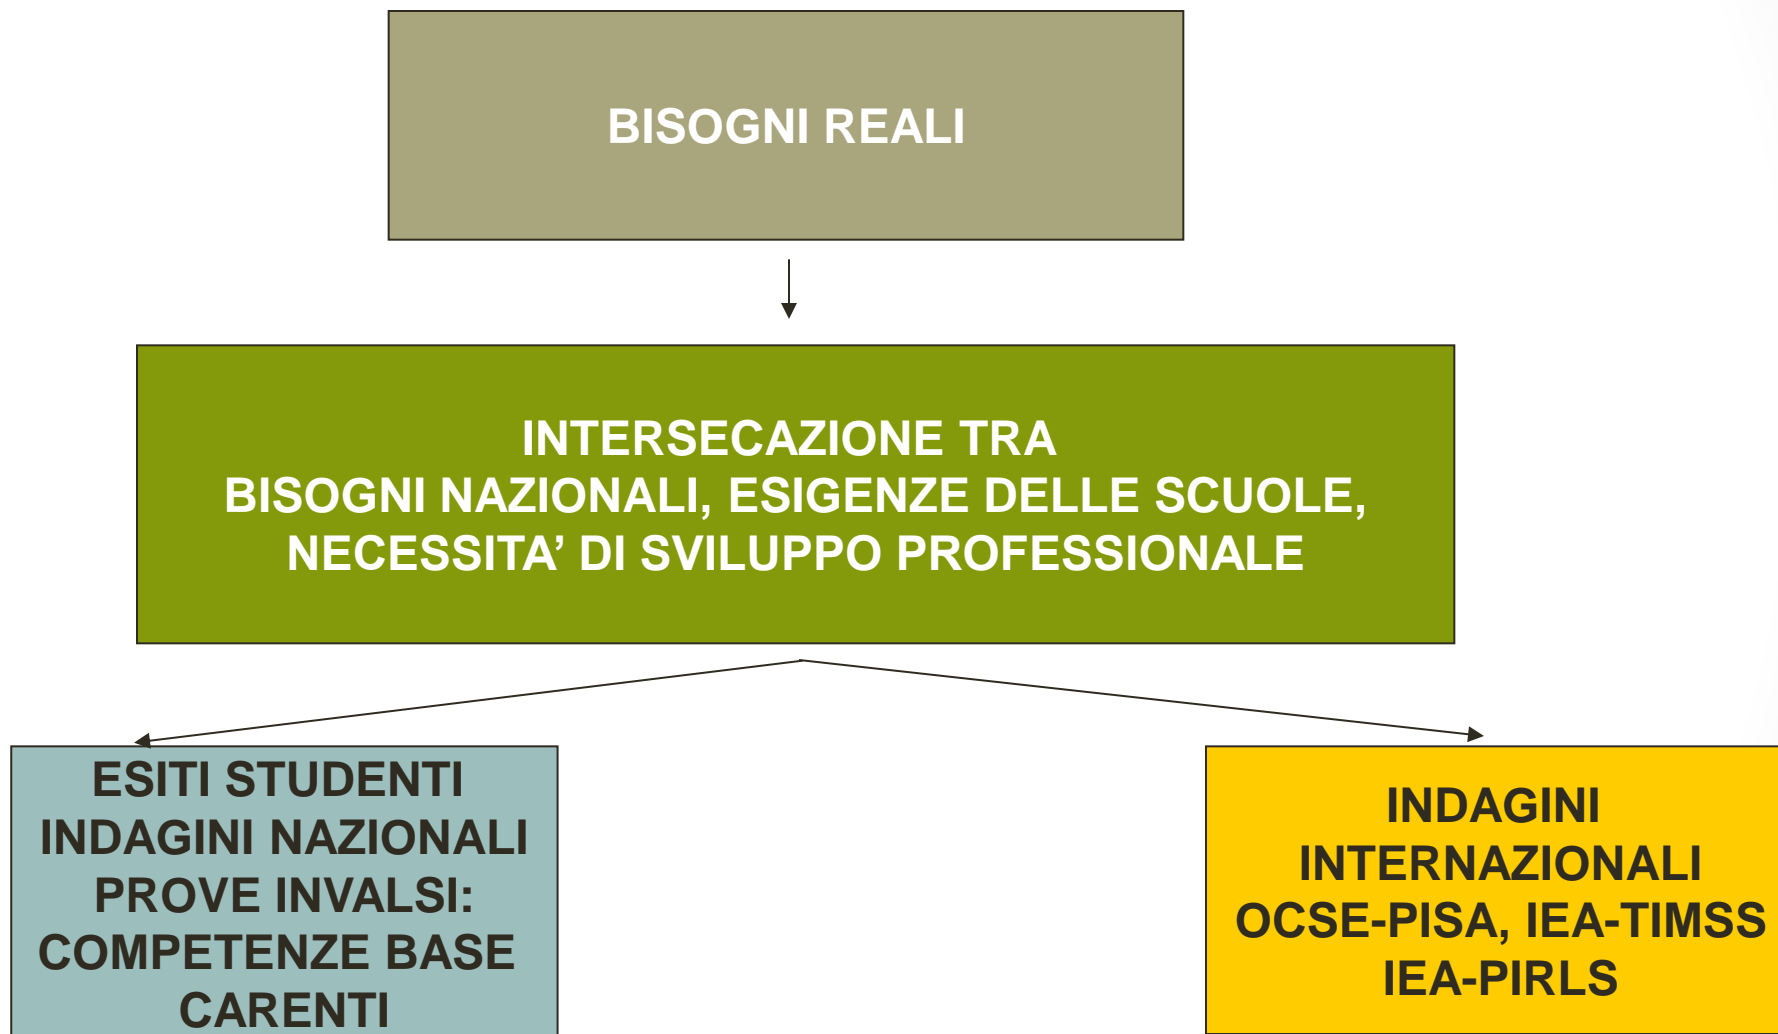 BISOGNI REALI
INTERSECAZIONE TRA
BISOGNI NAZIONALI, ESIGENZE DELLE SCUOLE,
NECESSITA’ DI SVILUPPO PROFESSIONALE
ESITI STUDENTI
INDAGINI NAZIONALI
PROVE INVALSI:
COMPETENZE BASE
CARENTI
INDAGINI
INTERNAZIONALI
OCSE-PISA, IEA-TIMSS
IEA-PIRLS